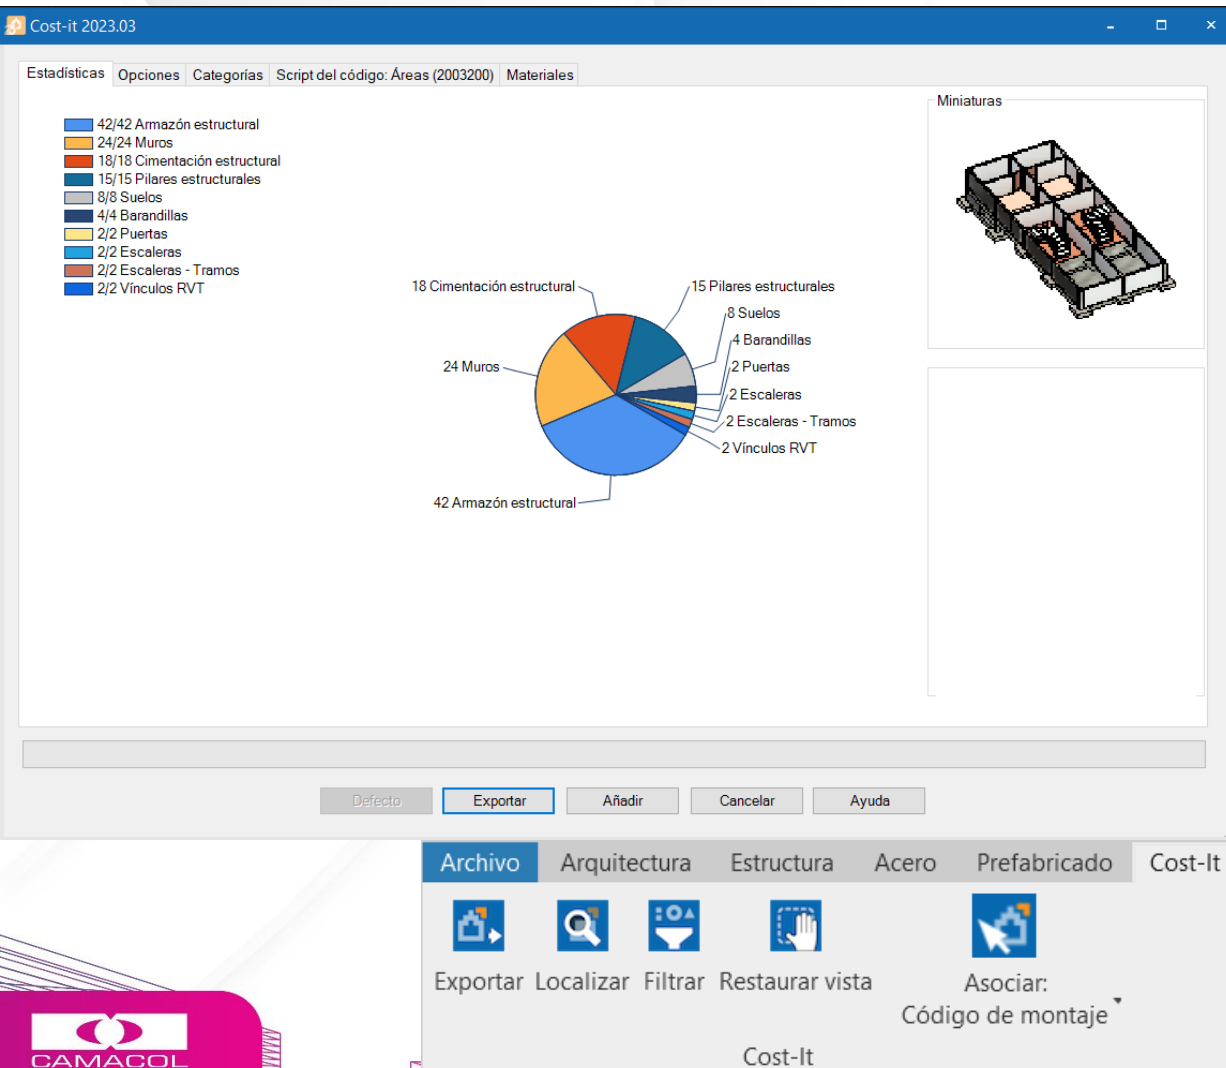 Cost-it 2023.03
Estadísticas Opciones Categorías Script del código: Áreas (2003200) Materiales
42/42 Armazón estructural
24/24 Muros
18/18 Cimentación estructural
15/15 Pilares estructurales
8/8 Suelos
4/4 Barandillas
2/2 Puertas
2/2 Escaleras
2/2 Escaleras - Tramos
2/2 Vínculos RVT
Miniaturas
18 Cimentación estructural
15 Pilares estructurales
8 Suelos
4 Barandillas
24 Muros
2 Puertas
2 Escaleras
2 Escaleras - Tramos
2 Vínculos RVT
42 Armazón estructural
Defecto Exportar Añadir Cancelar Ayuda
Archivo Arquitectura Estructura Acero Prefabricado Cost-It
Exportar Localizar Filtrar Restaurar vista Asociar:
Código de montaje
Cost-It
CAMACOL